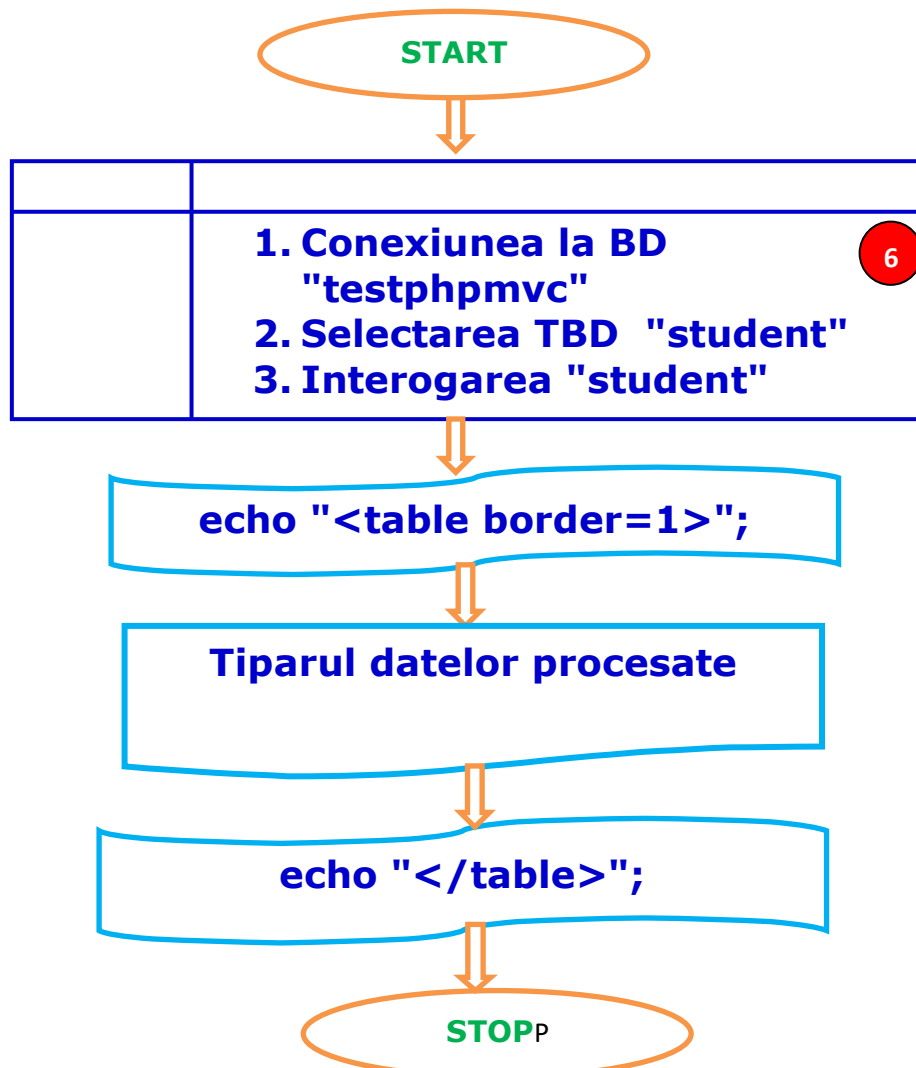 START
1. Conexiunea la BD
"testphpmvc"
6
2. Selectarea TBD "student"
3. Interogarea "student"
echo "<table border=1>";
Tiparul datelor procesate
echo "</table>";
STOPP